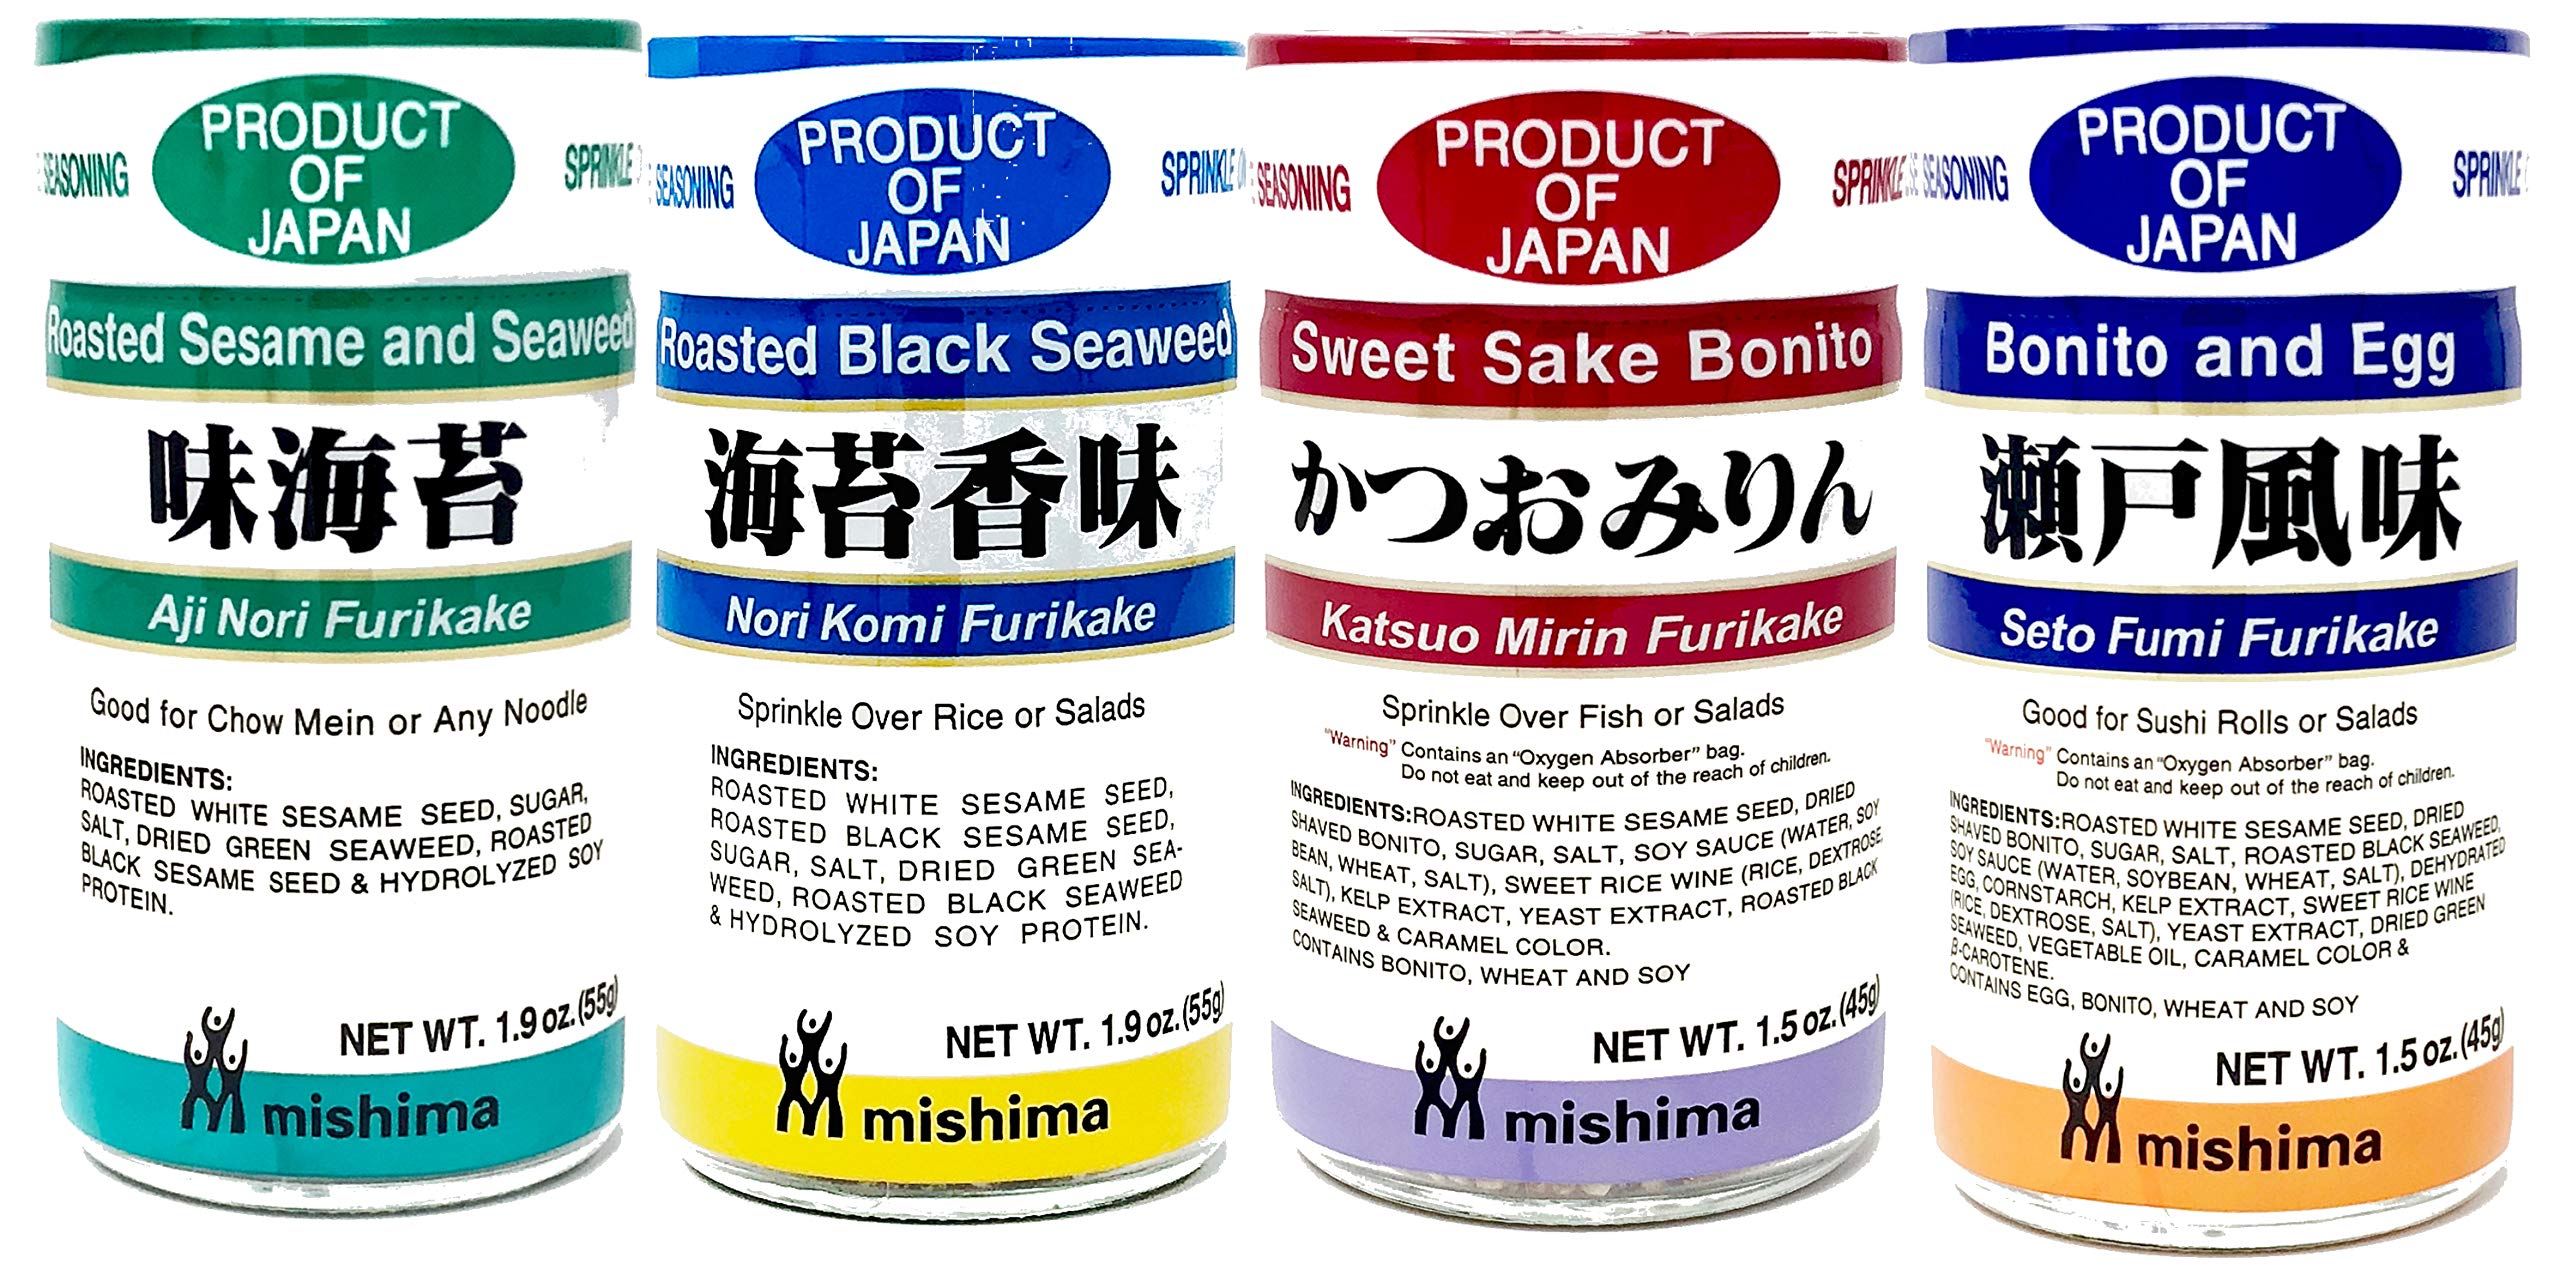 SEASONING
PRODUCT
OF
JAPAN
SPRINKLE
Roasted Sesame and Seaweed
味海苔
Aji Nori Furikake
Good for Chow Mein or Any Noodle
INGREDIENTS:
ROASTED WHITE SESAME SEED, SUGAR,
SALT, DRIED GREEN SEAWEED, ROASTED
BLACK SESAME SEED & HYDROLYZED SOY
PROTEIN.
NET WT. 1.9 oz. (55g)
mishima
SEASONING
PRODUCT
OF
JAPAN
SPRINKLE
Roasted Black Seaweed
海苔香味
Nori Komi Furikake
Sprinkle Over Rice or Salads
INGREDIENTS:
ROASTED WHITE SESAME SEED,
ROASTED BLACK SESAME SEED,
SUGAR, SALT, DRIED GREEN SEA-
WEED, ROASTED BLACK SEAWEED
& HYDROLYZED SOY PROTEIN.
NET WT. 1.9 oz. (55g)
mishima
SEASONING
PRODUCT
OF
JAPAN
SPRINKLE
Sweet Sake Bonito
かつおみりん
Katsuo Mirin Furikake
Sprinkle Over Fish or Salads
"Warning" Contains an "Oxygen Absorber" bag.
Do not eat and keep out of the reach of children.
INGREDIENTS:ROASTED WHITE SESAME SEED, DRIED
SHAVED BONITO, SUGAR, SALT, SOY SAUCE (WATER, SOY
BEAN, WHEAT, SALT), SWEET RICE WINE (RICE, DEXTROSE,
SALT), KELP EXTRACT, YEAST EXTRACT, ROASTED BLACK
SEAWEED & CARAMEL COLOR.
CONTAINS BONITO, WHEAT AND SOY
NET WT. 1.5 oz. (45g)
mishima
SEASONING
PRODUCT
OF
JAPAN
SPRINKLE
Bonito and Egg
瀬戸風味
Seto Fumi Furikake
Good for Sushi Rolls or Salads
"Warning" Contains an "Oxygen Absorber" bag.
Do not eat and keep out of the reach of children.
INGREDIENTS:ROASTED WHITE SESAME SEED, DRIED
SHAVED BONITO, SUGAR, SALT, ROASTED BLACK SEAWEED,
SOY SAUCE (WATER, SOYBEAN, WHEAT, SALT), DEHYDRATED
EGG, CORNSTARCH, KELP EXTRACT, SWEET RICE WINE
(RICE, DEXTROSE, SALT), YEAST EXTRACT, DRIED GREEN
SEAWEED, VEGETABLE OIL, CARAMEL COLOR &
β-CAROTENE.
CONTAINS EGG, BONITO, WHEAT AND SOY
NET WT. 1.5 oz. (45g)
mishima